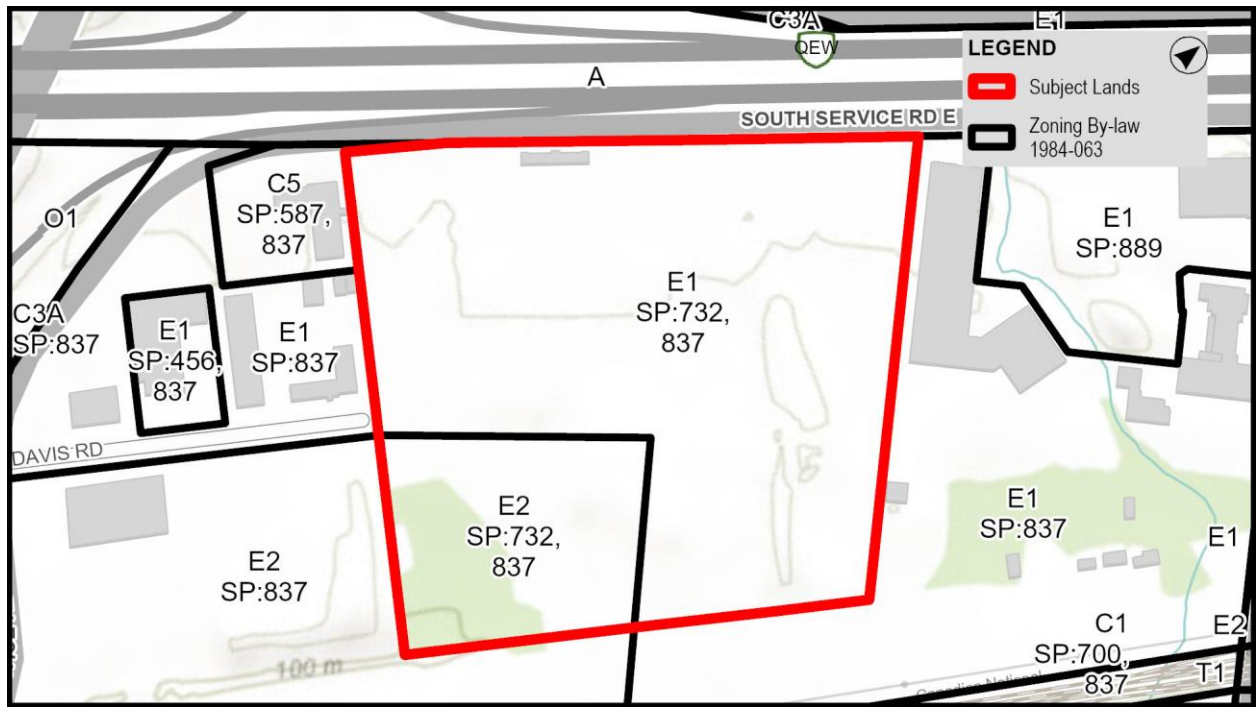 C3A
E1
QEW
LEGEND
Subject Lands
Zoning By-law
1984-063
A
SOUTH SERVICE RD E
C5
SP:587,
837
O1
E1
SP:889
E1
SP:732,
837
C3A
SP:837
E1
SP:456,
837
E1
SP:837
DAVIS RD
E2
SP:732,
837
E1
SP:837
E1
E2
SP:837
C1
SP:700,
837
E2
T1
100 m
Canadian National